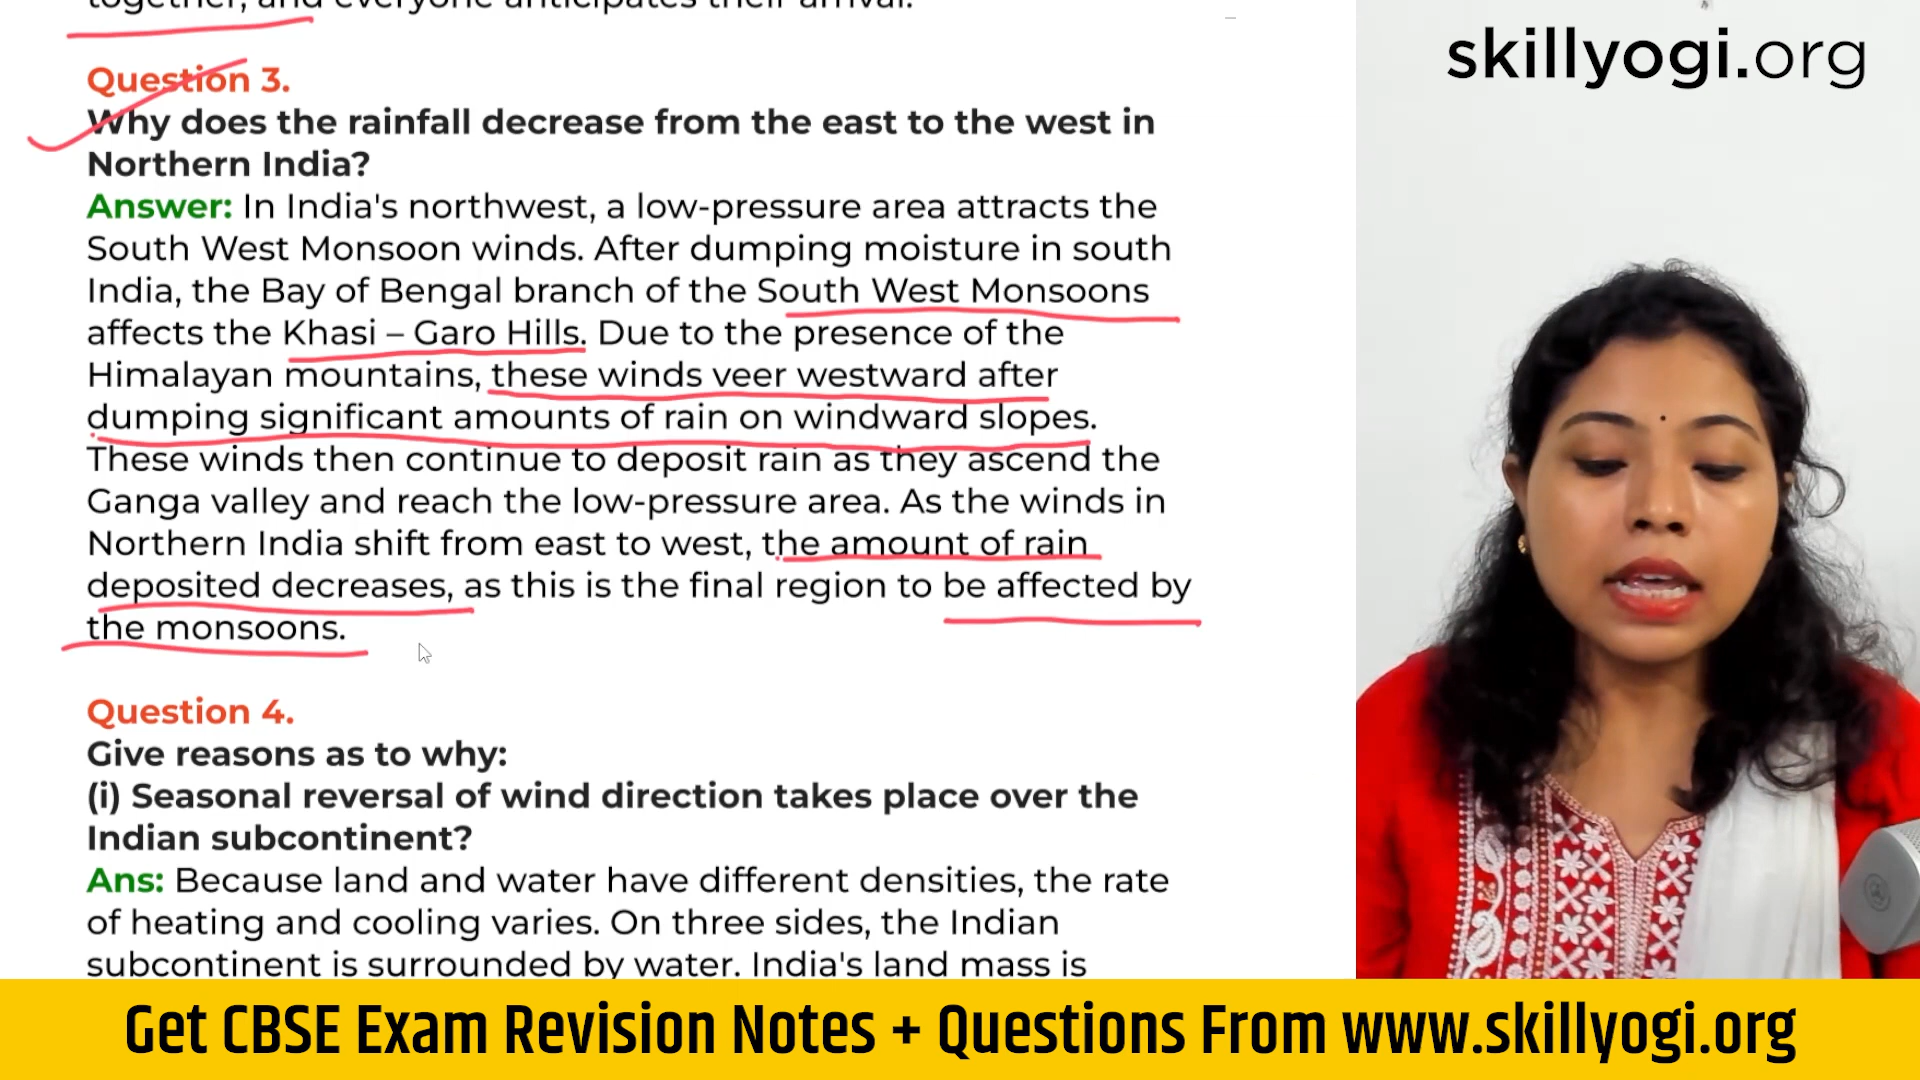 together, and everyone anticipates their arrival.
skillyogi.org
Question 3.
Why does the rainfall decrease from the east to the west in
Northern India?
Answer: In India's northwest, a low-pressure area attracts the
South West Monsoon winds. After dumping moisture in south
India, the Bay of Bengal branch of the South West Monsoons
affects the Khasi – Garo Hills. Due to the presence of the
Himalayan mountains, these winds veer westward after
dumping significant amounts of rain on windward slopes.
These winds then continue to deposit rain as they ascend the
Ganga valley and reach the low-pressure area. As the winds in
Northern India shift from east to west, the amount of rain
deposited decreases, as this is the final region to be affected by
the monsoons.
Question 4.
Give reasons as to why:
(i) Seasonal reversal of wind direction takes place over the
Indian subcontinent?
Ans: Because land and water have different densities, the rate
of heating and cooling varies. On three sides, the Indian
subcontinent is surrounded by water. India's land mass is
Get CBSE Exam Revision Notes + Questions From www.skillyogi.org